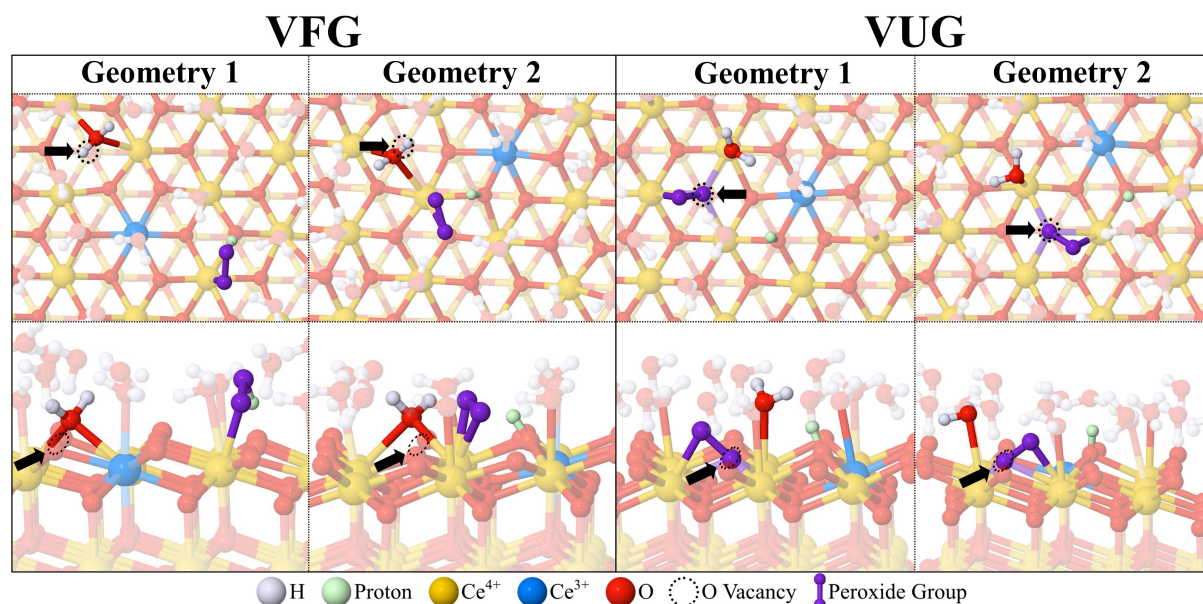 VFG VUG
Geometry 1 Geometry 2 Geometry 1 Geometry 2
H Proton Ce⁴⁺ Ce³⁺ O O Vacancy Peroxide Group